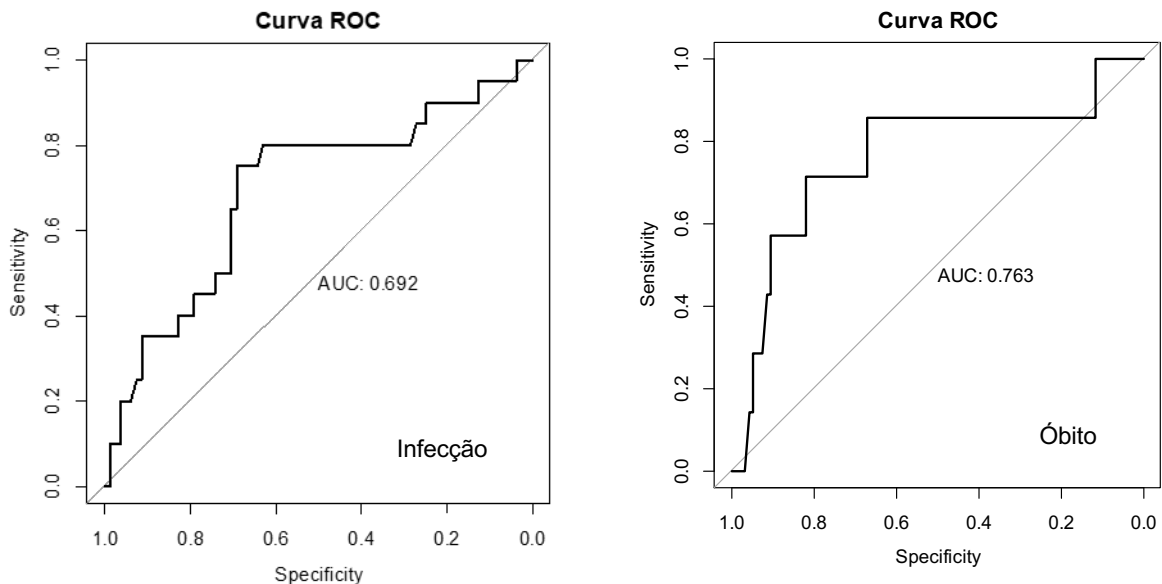 Curva ROC
1.0
0.8
0.6
0.4
0.2
0.0
Sensitivity
AUC: 0.692
Infecção
1.0 0.8 0.6 0.4 0.2 0.0
Specificity
Curva ROC
1.0
0.8
0.6
0.4
0.2
0.0
Sensitivity
AUC: 0.763
Óbito
1.0 0.8 0.6 0.4 0.2 0.0
Specificity